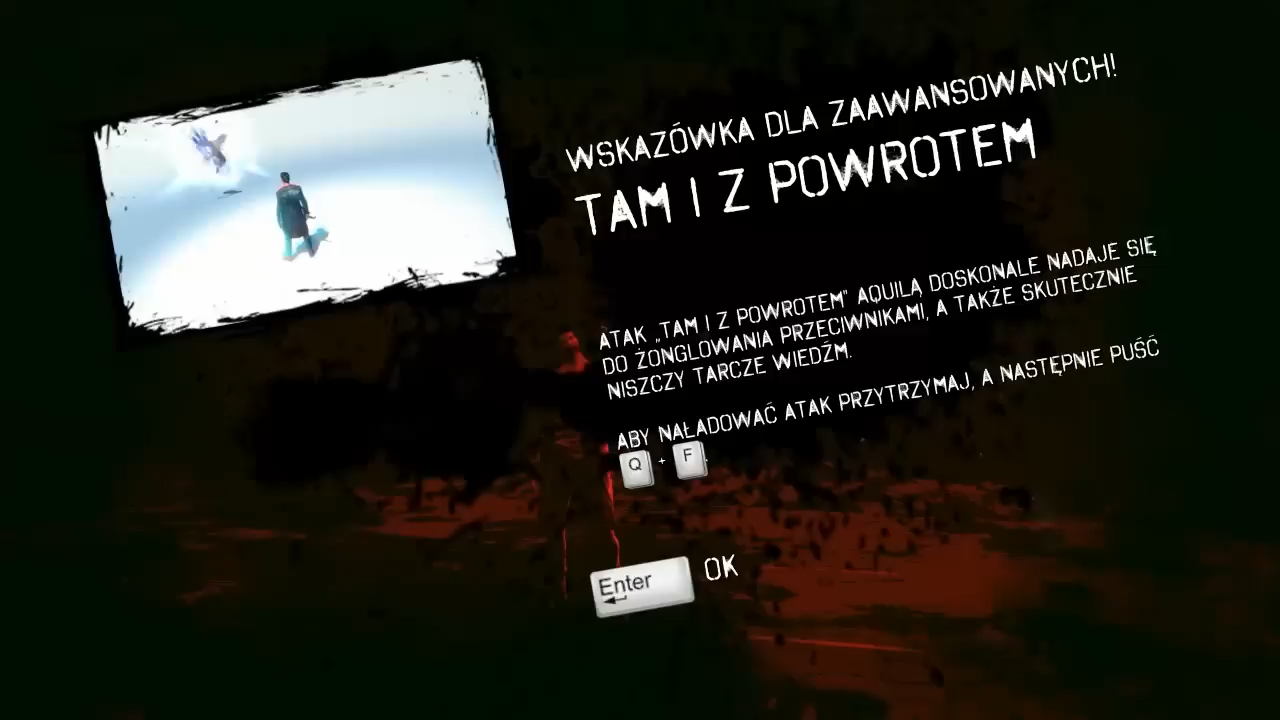 WSKAZÓWKA DLA ZAAWANSOWANYCH!
TAM I Z POWROTEM
ATAK „TAM I Z POWROTEM” AQUILĄ DOSKONALE NADAJE SIĘ
DO ŻONGLOWANIA PRZECIWNIKAMI, A TAKŻE SKUTECZNIE
NISZCZY TARCZE WIEDŹM.
ABY NAŁADOWAĆ ATAK PRZYTRZYMAJ, A NASTĘPNIE PUŚĆ
Q + F.
Enter OK